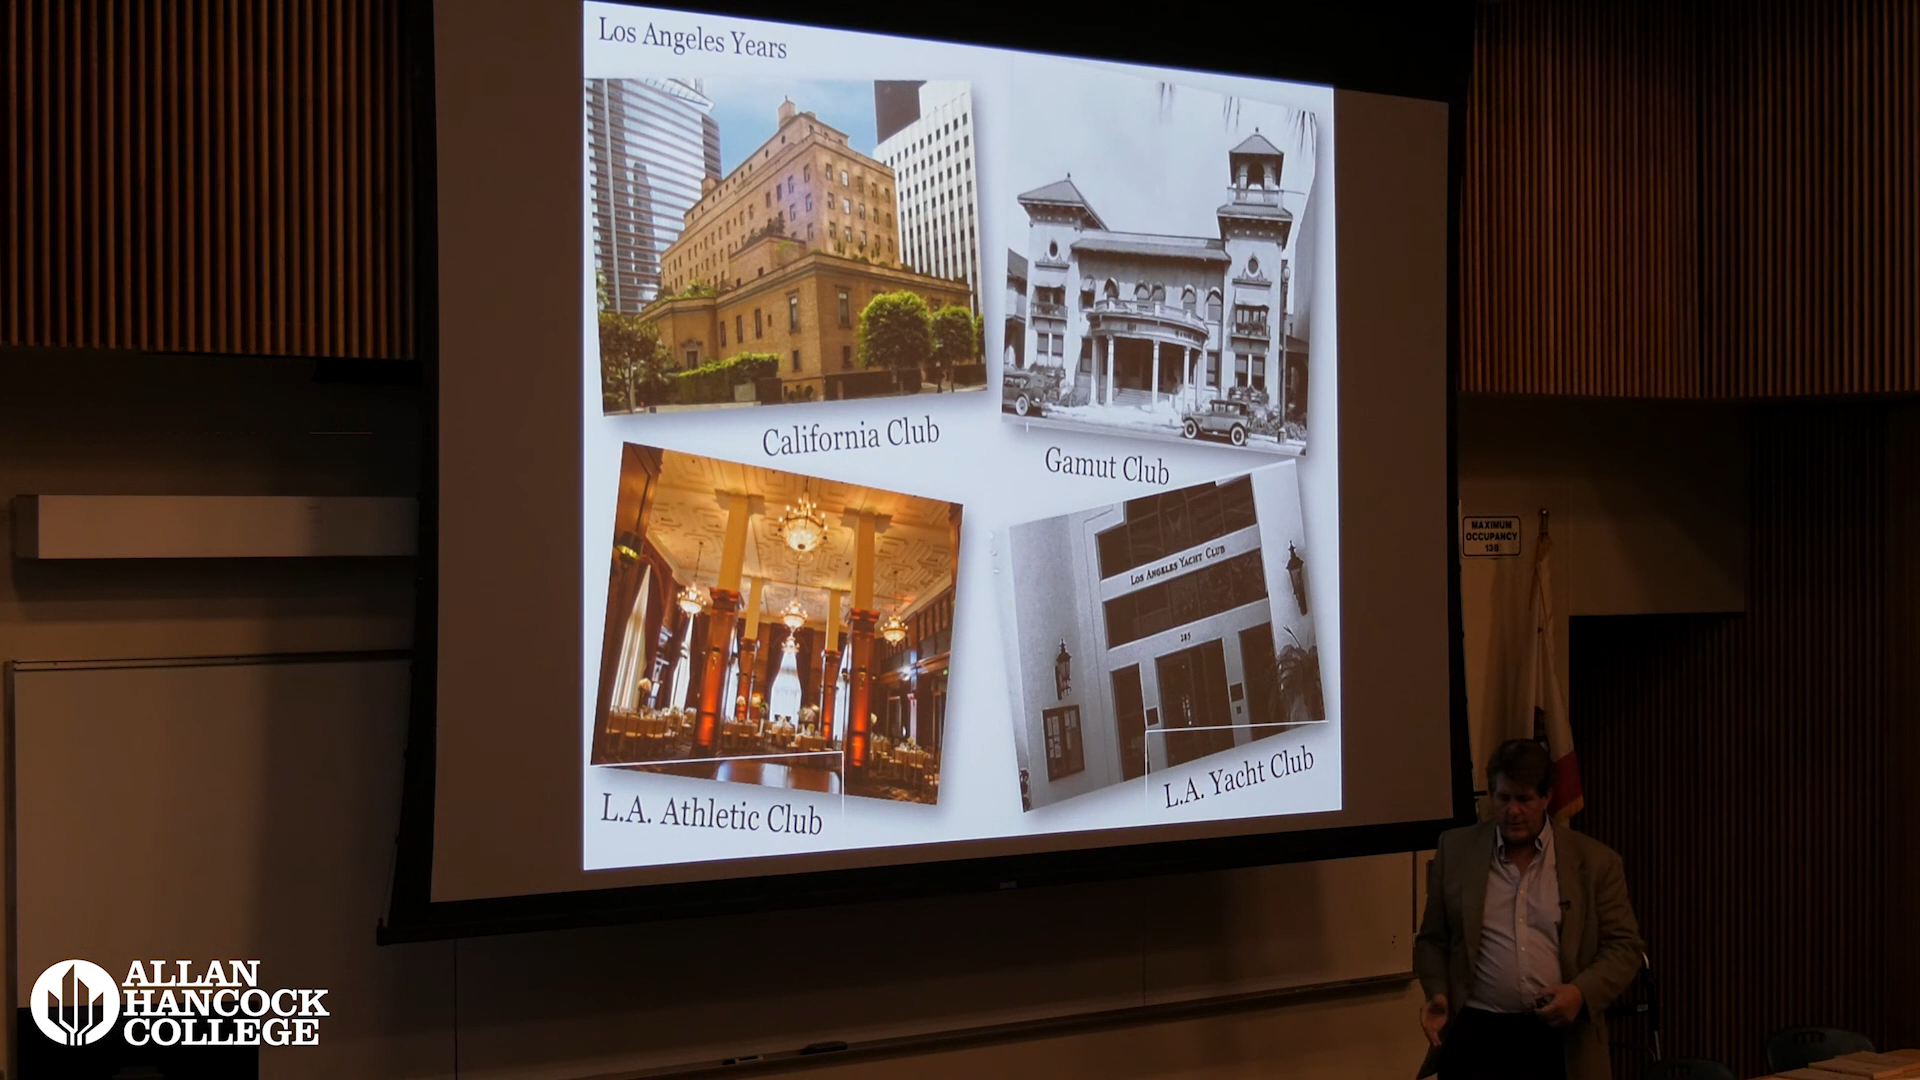 Los Angeles Years
California Club
Gamut Club
LOS ANGELES YACHT CLUB
285
L.A. Athletic Club
L.A. Yacht Club
MAXIMUM
OCCUPANCY
138
ALLAN
HANCOCK
COLLEGE